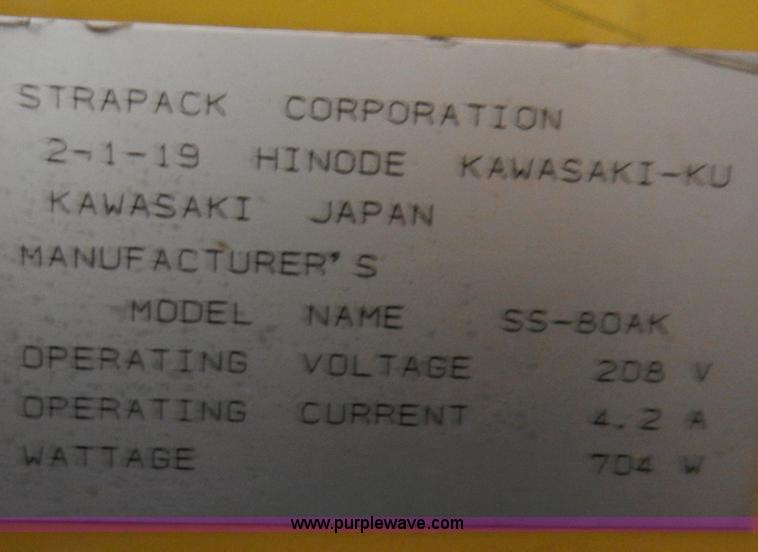 STRAPACK CORPORATION
2-1-19 HINODE KAWASAKI-KU
KAWASAKI JAPAN
MANUFACTURER'S
MODEL NAME SS-80AK
OPERATING VOLTAGE 208 V
OPERATING CURRENT 4.2 A
WATTAGE 704 W
www.purplewave.com